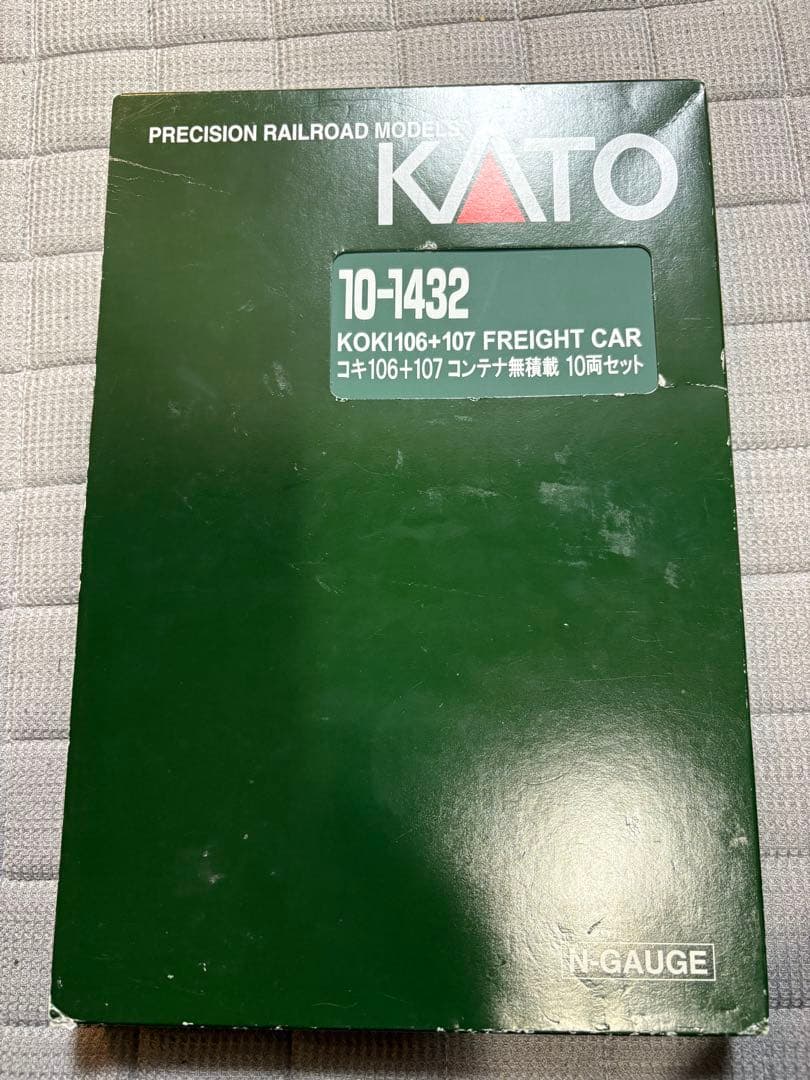 PRECISION RAILROAD MODELS
KATO
10-1432
KOKI106+107 FREIGHT CAR
コキ106+107 コンテナ無積載 10両セット
N-GAUGE